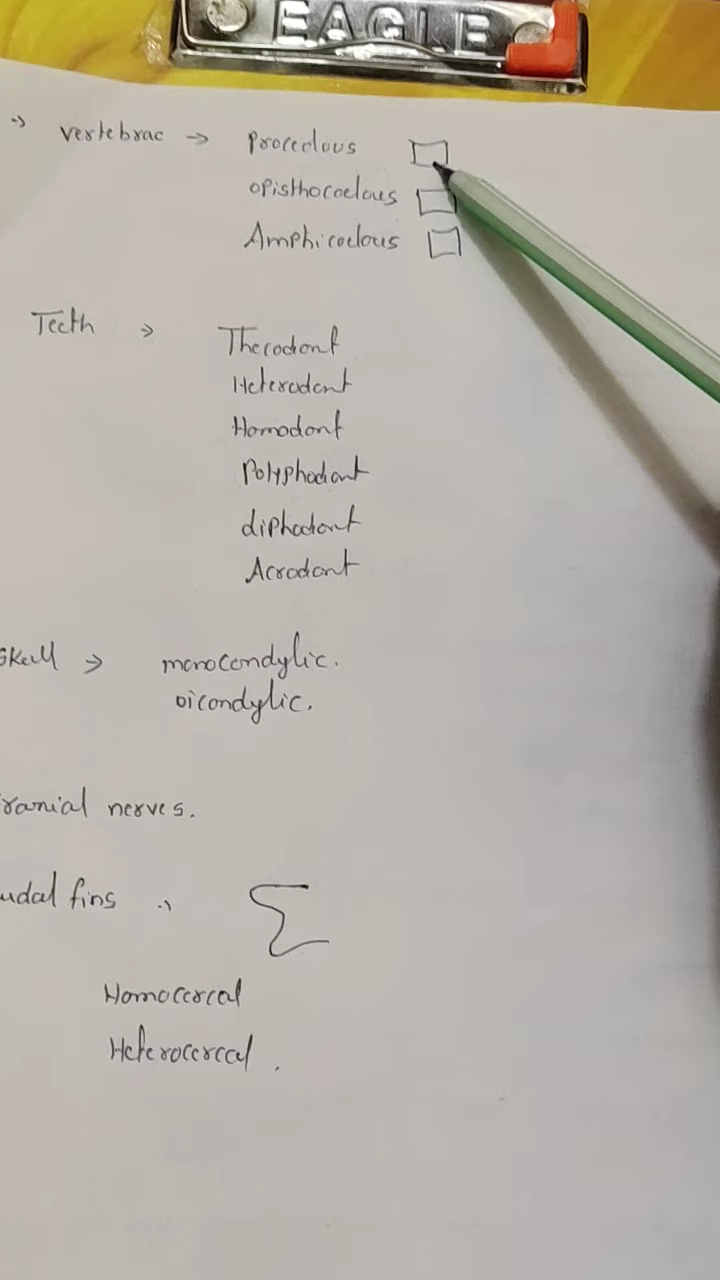 EAGLE
vertebrae → procedous
opisthocoelous
Amphicoelous
Teeth →
Thecodont
Heterodont
Homodont
Polyphodont
diphodont
Acrodont
Skull → monocondylic.
Dicondylic.
ranial nerves.
udal fins
Homocercal
Heterocercal.